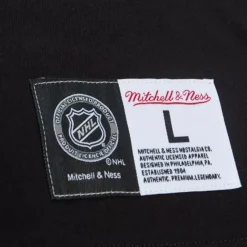 NHL
©NHL
Mitchell & Ness
Mitchell & Ness
L
MITCHELL & NESS NOSTALGIA CO.
AUTHENTIC LICENSED APPAREL
DETAILED IN PHILADELPHIA, PA.
ESTABLISHED 1904
AUTHENTIC. PREMIUM. LEGENDARY.